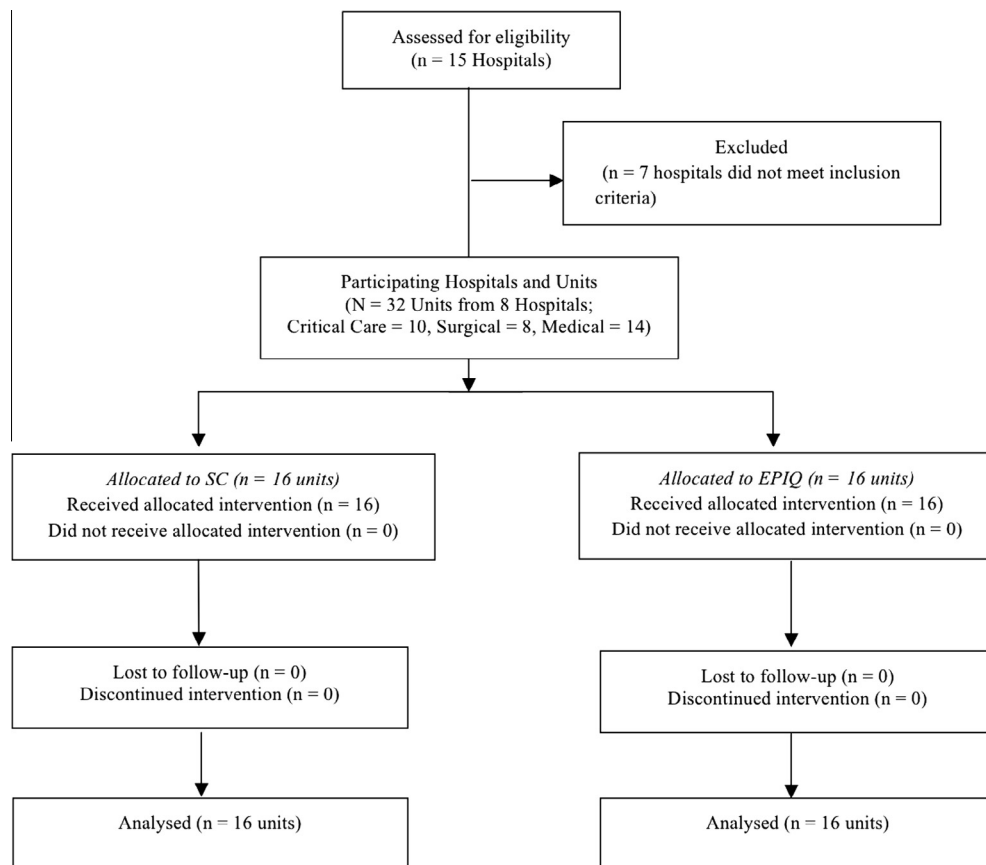 Assessed for eligibility
(n = 15 Hospitals)
Excluded
(n = 7 hospitals did not meet inclusion
criteria)
Participating Hospitals and Units
(N = 32 Units from 8 Hospitals;
Critical Care = 10, Surgical = 8, Medical = 14)
Allocated to SC (n = 16 units)
Received allocated intervention (n = 16)
Did not receive allocated intervention (n = 0)
Allocated to EPIQ (n = 16 units)
Received allocated intervention (n = 16)
Did not receive allocated intervention (n = 0)
Lost to follow-up (n = 0)
Discontinued intervention (n = 0)
Lost to follow-up (n = 0)
Discontinued intervention (n = 0)
Analysed (n = 16 units)
Analysed (n = 16 units)